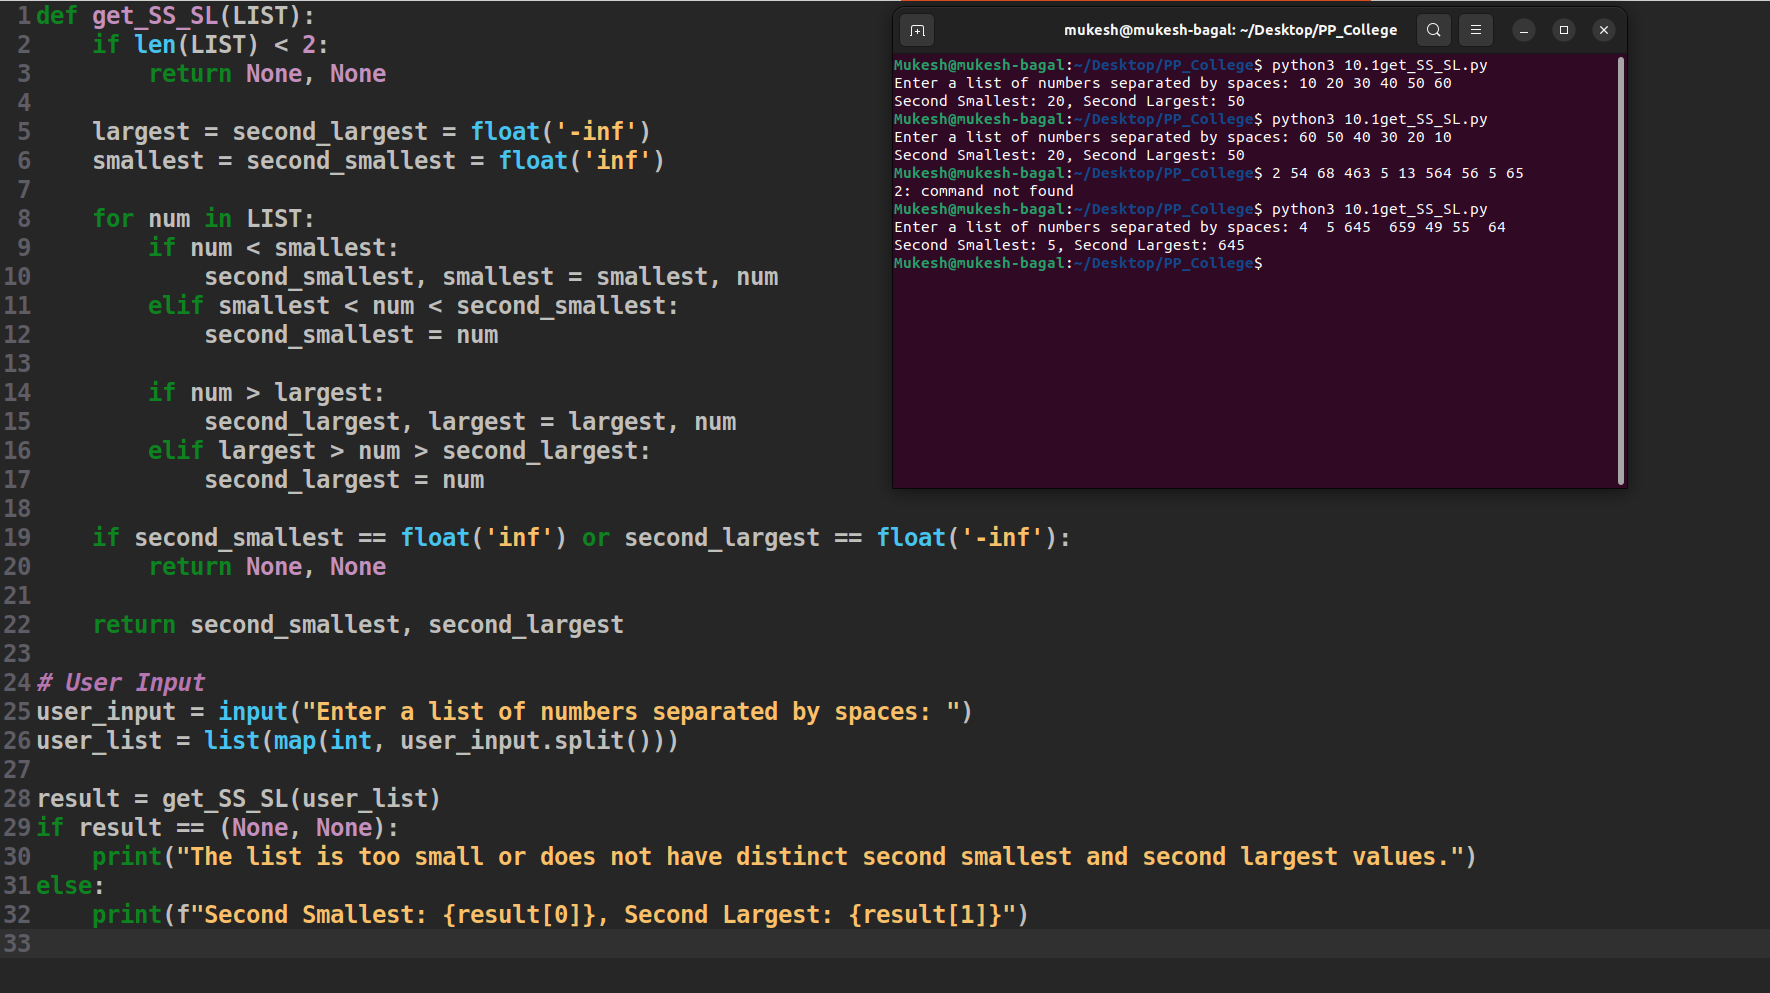 1 def get_SS_SL(LIST):
2     if len(LIST) < 2:
3         return None, None
4
5     largest = second_largest = float('-inf')
6     smallest = second_smallest = float('inf')
7
8     for num in LIST:
9         if num < smallest:
10             second_smallest, smallest = smallest, num
11         elif smallest < num < second_smallest:
12             second_smallest = num
13
14         if num > largest:
15             second_largest, largest = largest, num
16         elif largest > num > second_largest:
17             second_largest = num
18
19     if second_smallest == float('inf') or second_largest == float('-inf'):
20         return None, None
21
22     return second_smallest, second_largest
23
24 # User Input
25 user_input = input("Enter a list of numbers separated by spaces: ")
26 user_list = list(map(int, user_input.split()))
27
28 result = get_SS_SL(user_list)
29 if result == (None, None):
30     print("The list is too small or does not have distinct second smallest and second largest values.")
31 else:
32     print(f"Second Smallest: {result[0]}, Second Largest: {result[1]}")
33
mukesh@mukesh-bagal: ~/Desktop/PP_College
Mukesh@mukesh-bagal:~/Desktop/PP_College$ python3 10.1get_SS_SL.py
Enter a list of numbers separated by spaces: 10 20 30 40 50 60
Second Smallest: 20, Second Largest: 50
Mukesh@mukesh-bagal:~/Desktop/PP_College$ python3 10.1get_SS_SL.py
Enter a list of numbers separated by spaces: 60 50 40 30 20 10
Second Smallest: 20, Second Largest: 50
Mukesh@mukesh-bagal:~/Desktop/PP_College$ 2 54 68 463 5 13 564 56 5 65
2: command not found
Mukesh@mukesh-bagal:~/Desktop/PP_College$ python3 10.1get_SS_SL.py
Enter a list of numbers separated by spaces: 4  5 645  659 49 55  64
Second Smallest: 5, Second Largest: 645
Mukesh@mukesh-bagal:~/Desktop/PP_College$